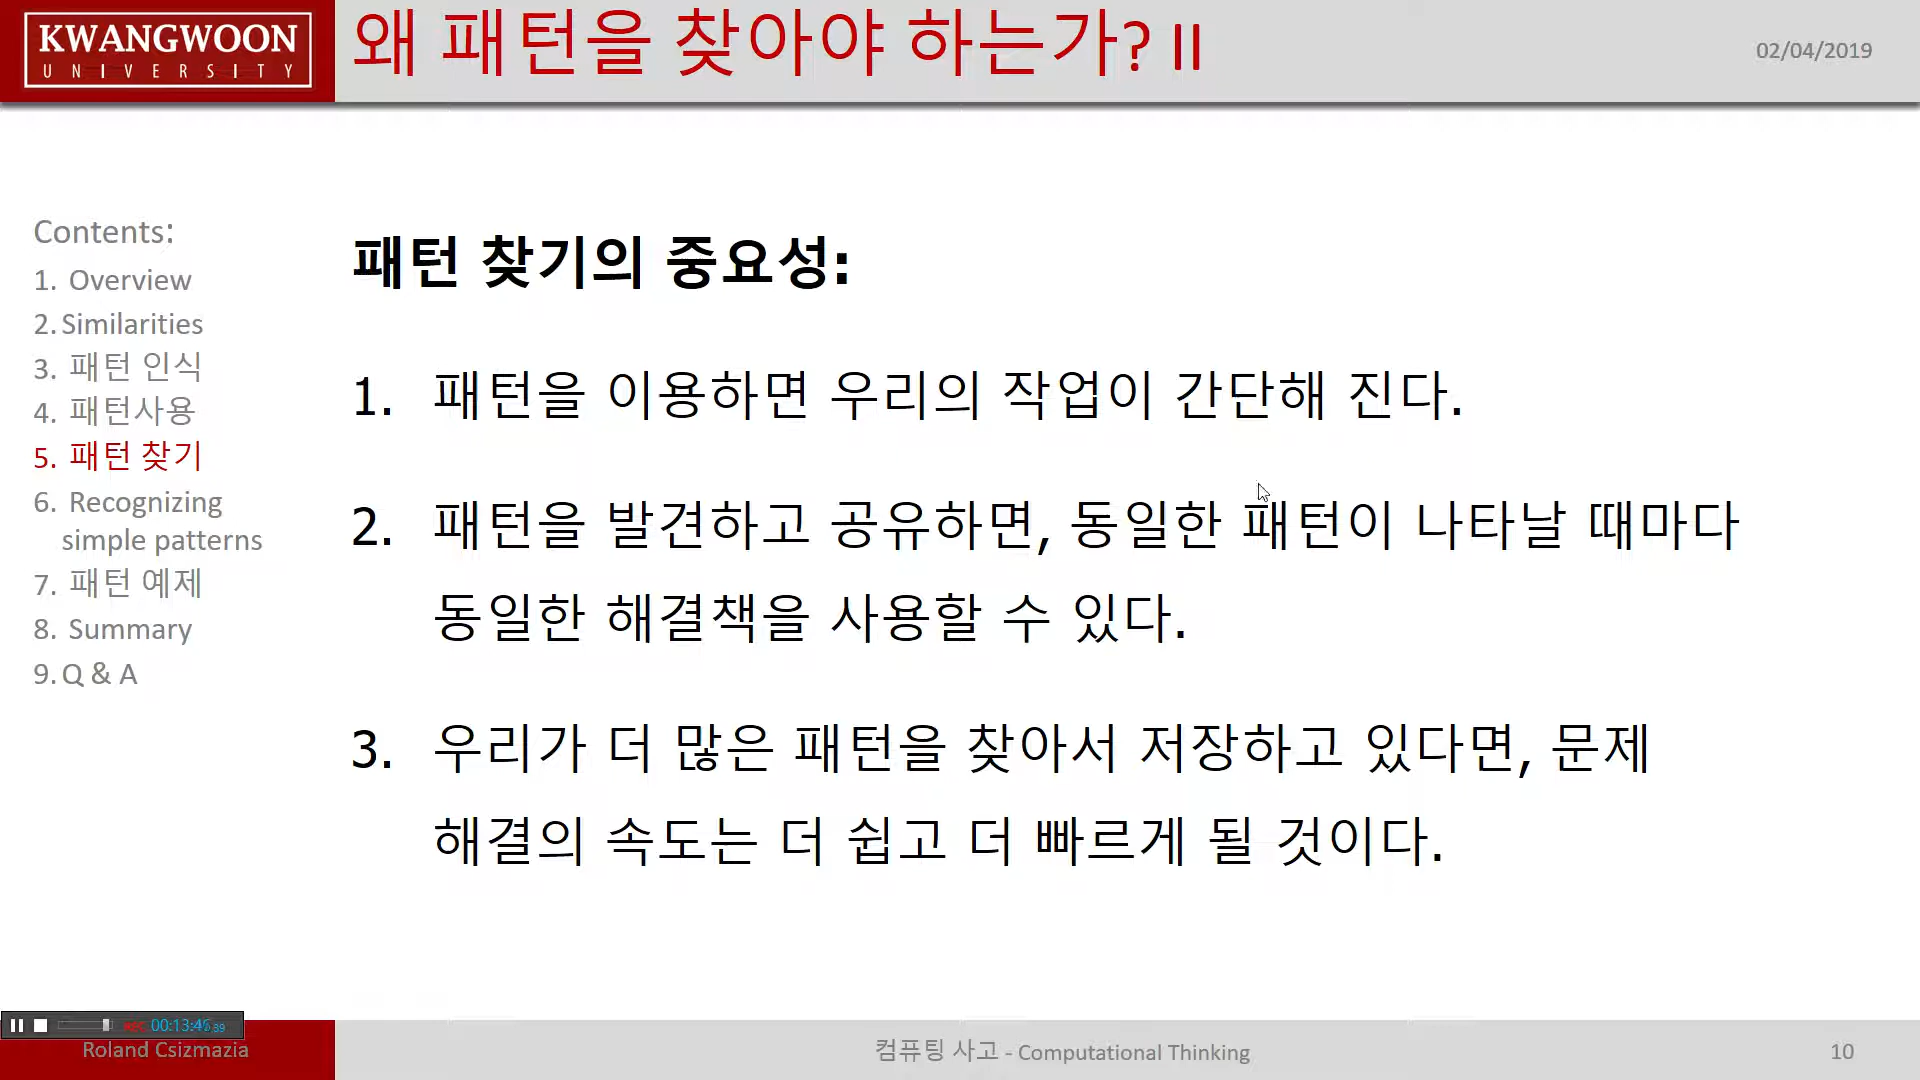 KWANGWOON
UNIVERSITY
왜 패턴을 찾아야 하는가? II
02/04/2019
Contents:
1. Overview
2. Similarities
3. 패턴 인식
4. 패턴사용
5. 패턴 찾기
6. Recognizing
simple patterns
7. 패턴 예제
8. Summary
9. Q & A
패턴 찾기의 중요성:
1. 패턴을 이용하면 우리의 작업이 간단해 진다.
2. 패턴을 발견하고 공유하면, 동일한 패턴이 나타날 때마다
동일한 해결책을 사용할 수 있다.
3. 우리가 더 많은 패턴을 찾아서 저장하고 있다면, 문제
해결의 속도는 더 쉽고 더 빠르게 될 것이다.
REC
Roland Csizmazia
컴퓨팅 사고 - Computational Thinking
10